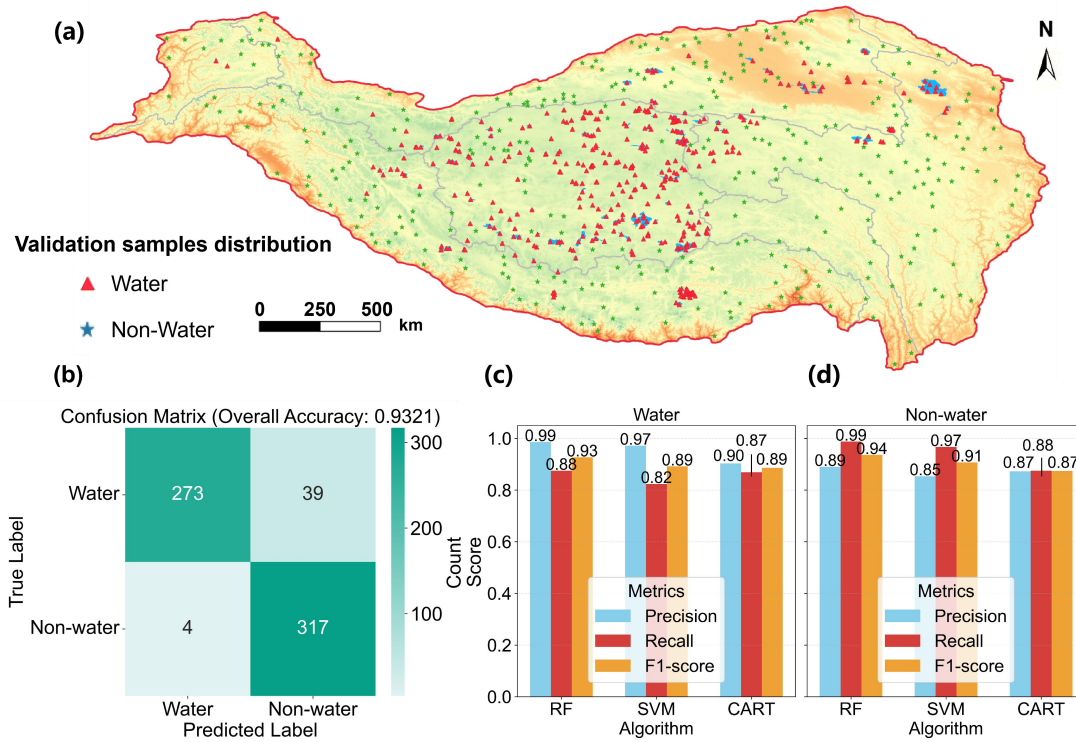 (a)
N
Validation samples distribution
Water
Non-Water
0 250 500 km
(b)
Confusion Matrix (Overall Accuracy: 0.9321)
True Label
Water
Non-water
273
39
4
317
Water
Non-water
Predicted Label
300
200
100
Count
(c)
Water
Score
1.0
0.8
0.6
0.4
0.2
0.0
0.99
0.88
0.93
0.97
0.82
0.89
0.90
0.87
0.89
Metrics
Precision
Recall
F1-score
RF
SVM
CART
Algorithm
(d)
Non-water
0.89
0.99
0.94
0.85
0.97
0.91
0.87
0.88
0.87
Metrics
Precision
Recall
F1-score
RF
SVM
CART
Algorithm